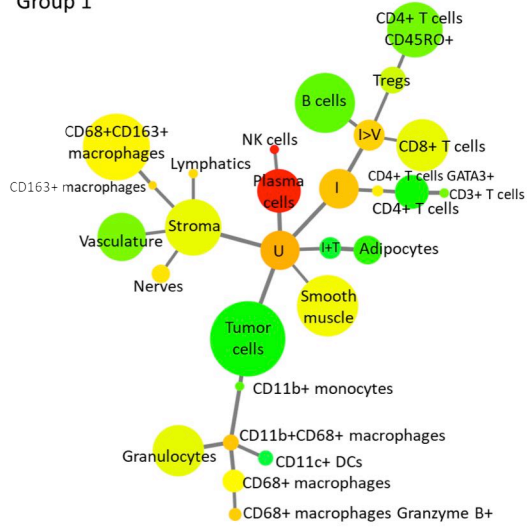 Group 1
CD4+ T cells
CD45RO+
Tregs
B cells
I>V
CD8+ T cells
NK cells
CD68+CD163+
macrophages
Lymphatics
CD163+ macrophages
Plasma
cells
I
CD4+ T cells GATA3+
CD3+ T cells
CD4+ T cells
Stroma
Vasculature
U
I+T
Adipocytes
Nerves
Smooth
muscle
Tumor
cells
CD11b+ monocytes
CD11b+CD68+ macrophages
Granulocytes
CD11c+ DCs
CD68+ macrophages
CD68+ macrophages Granzyme B+